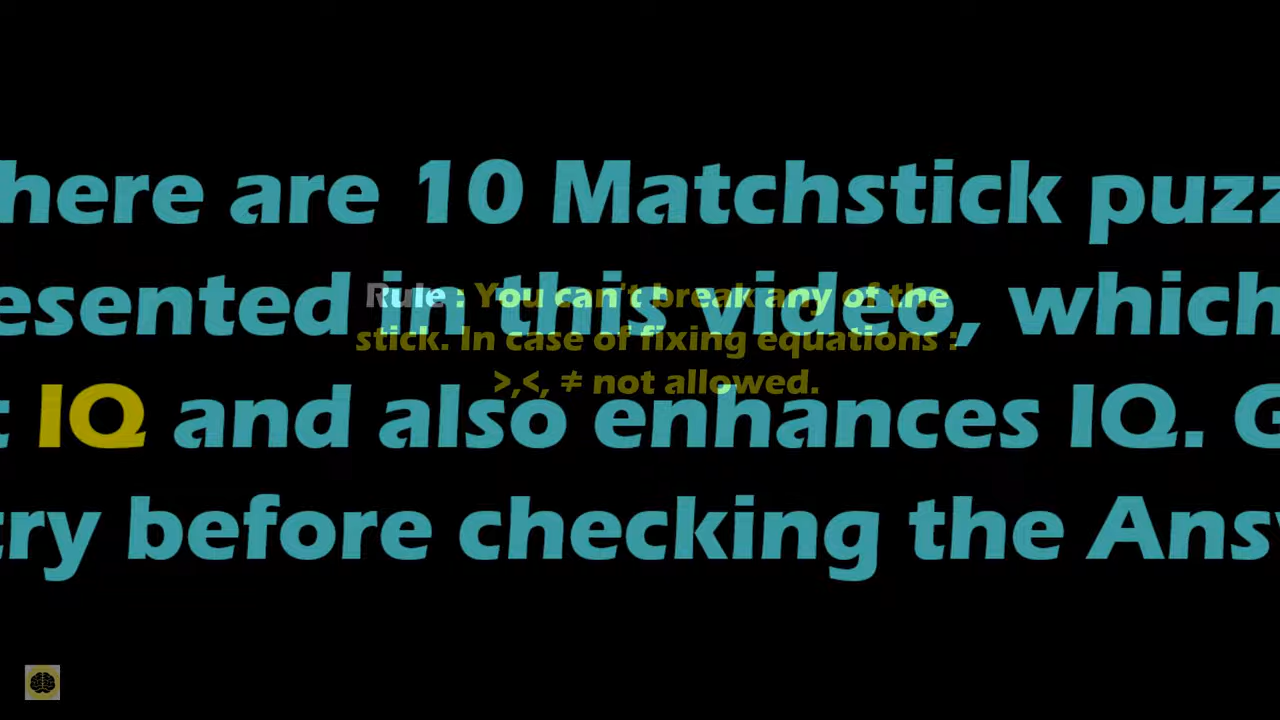 here are 10 Matchstick puzz
esented in this video, which
Rule : You can't break any of the
stick. In case of fixing equations :
>,<, ≠ not allowed.
t IQ and also enhances IQ. G
try before checking the Ans